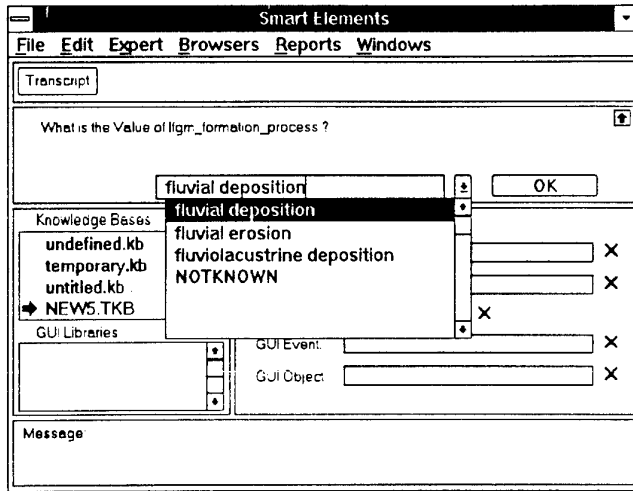 Smart Elements
File Edit Expert Browsers Reports Windows
Transcript
What is the Value of lfgm_formation_process ?
fluvial deposition
OK
fluvial deposition
fluvial erosion
fluviolacustrine deposition
NOTKNOWN
Knowledge Bases
undefined.kb
temporary.kb
untitled.kb
NEW5.TKB
GUI Libraries
GUI Event:
GUI Object:
Message: